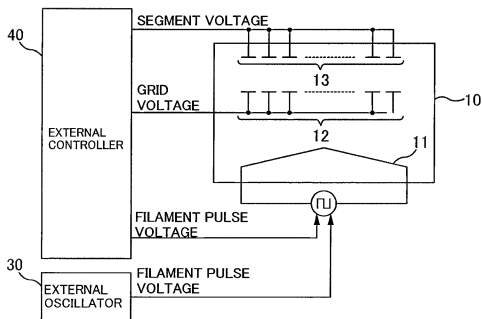 40
SEGMENT VOLTAGE
13
10
GRID
VOLTAGE
12
EXTERNAL
CONTROLLER
11
FILAMENT PULSE
VOLTAGE
30
FILAMENT PULSE
VOLTAGE
EXTERNAL
OSCILLATOR